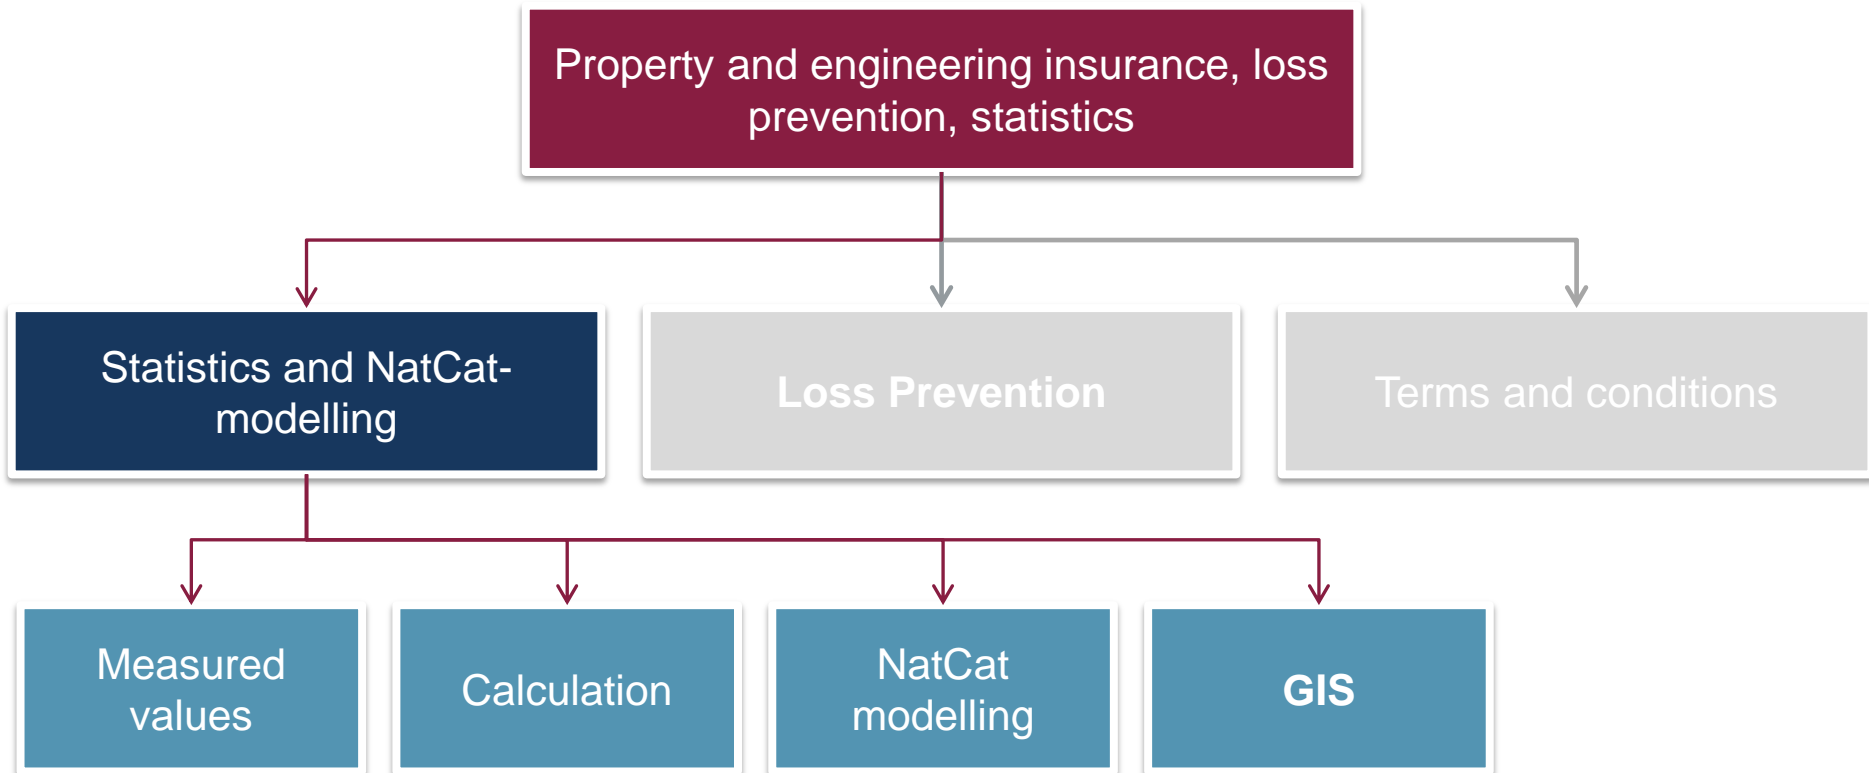 Property and engineering insurance, loss
prevention, statistics
Statistics and NatCat-
modelling
Loss Prevention
Terms and conditions
Measured
values
Calculation
NatCat
modelling
GIS